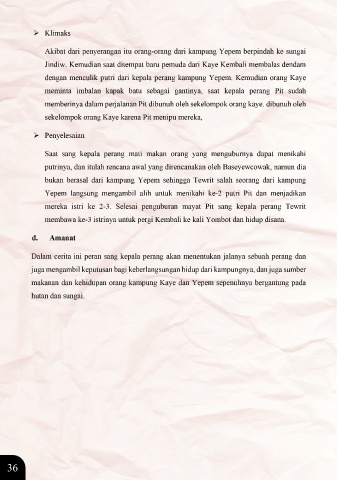 ➢ Klimaks
Akibat dari penyerangan itu orang-orang dari kampung Yepem berpindah ke sungai
Jindiw. Kemudian saat ditempat baru pemuda dari Kaye Kembali membalas dendam
dengan menculik putri dari kepala perang kampung Yepem. Kemudian orang Kaye
meminta imbalan kapak batu sebagai gantinya, saat kepala perang Pit sudah
memberinya dalam perjalanan Pit dibunuh oleh sekelompok orang kaye. dibunuh oleh
sekelompok orang Kaye karena Pit menipu mereka,
➢ Penyelesaian
Saat sang kepala perang mati makan orang yang menguburnya dapat menikahi
putrinya, dan itulah rencana awal yang direncanakan oleh Baseyewcowak, namun dia
bukan berasal dari kampung Yepem sehingga Tewrit salah seorang dari kampung
Yepem langsung mengambil alih untuk menikahi ke-2 putri Pit dan menjadikan
mereka istri ke 2-3. Selesai penguburan mayat Pit sang kepala perang Tewrit
membawa ke-3 istrinya untuk pergi Kembali ke kali Yombot dan hidup disana.
d. Amanat
Dalam cerita ini peran sang kepala perang akan menentukan jalanya sebuah perang dan
juga mengambil keputusan bagi keberlangsungan hidup dari kampungnya, dan juga sumber
makanan dan kehidupan orang kampung Kaye dan Yepem sepenuhnya bergantung pada
hutan dan sungai.
36